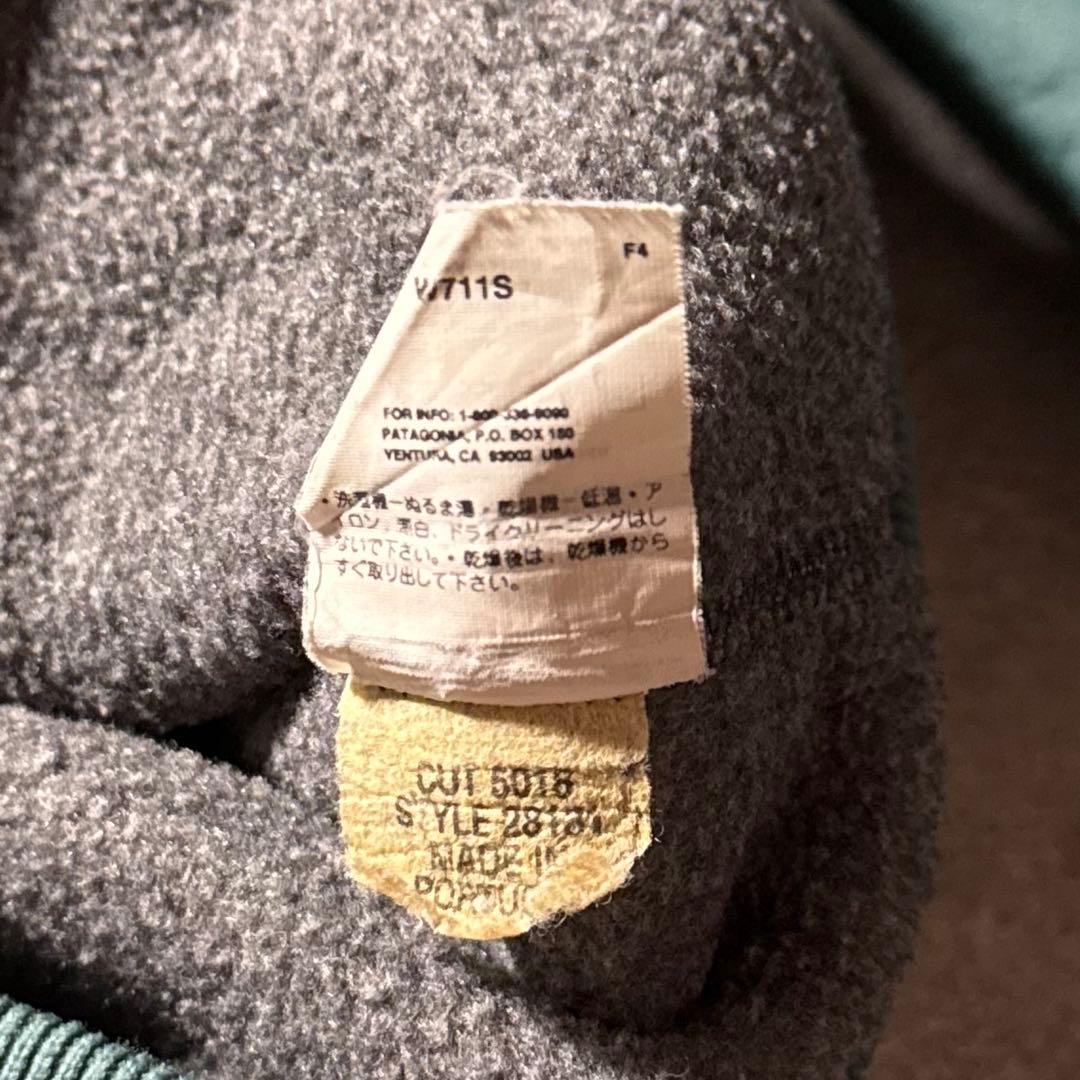 F4
W711S
FOR INFO: 1-800-336-9090
PATAGONIA, P.O. BOX 150
VENTURA, CA 93002 USA
・洗濯機－ぬるま湯・乾燥機－低温・ア
イロン、漂白、ドライクリーニングはし
ないで下さい。・乾燥後は、乾燥機から
すぐ取り出して下さい。
CUT 5015
STYLE
MADE IN